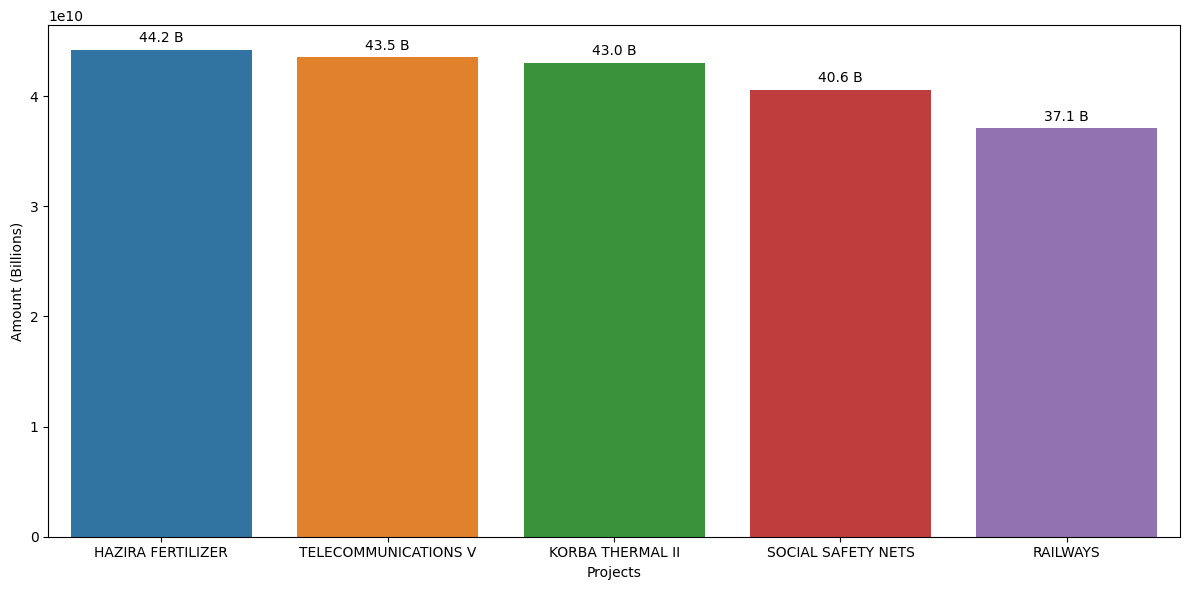 1e10
44.2 B
43.5 B
43.0 B
40.6 B
37.1 B
4
3
2
1
0
Amount (Billions)
HAZIRA FERTILIZER
TELECOMMUNICATIONS V
KORBA THERMAL II
SOCIAL SAFETY NETS
RAILWAYS
Projects